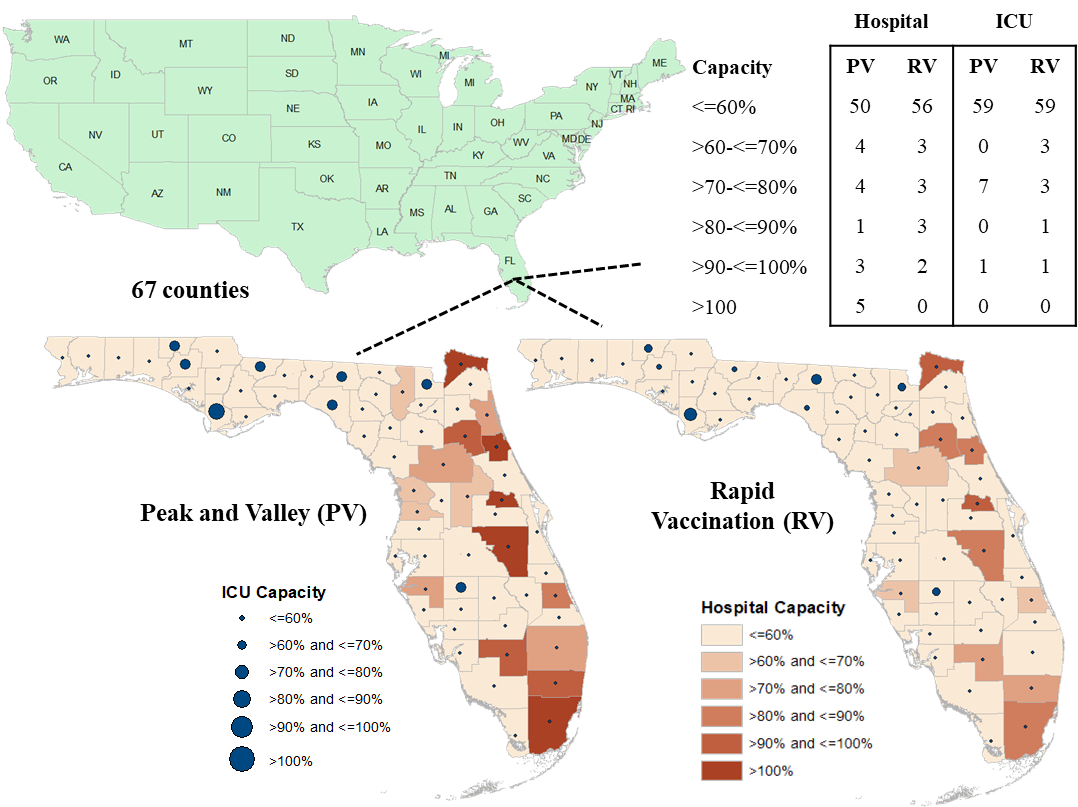 Hospital ICU
Capacity PV RV PV RV
<=60% 50 56 59 59
>60-<=70% 4 3 0 3
>70-<=80% 4 3 7 3
>80-<=90% 1 3 0 1
>90-<=100% 3 2 1 1
>100 5 0 0 0
WA
MT
ND
MN
MI
ME
OR
ID
SD
WI
MI
NY
VT
NH
WY
MA
CT RI
NE
IA
PA
NJ
NV
UT
CO
IL
IN
OH
MD
DE
WV
CA
KS
MO
KY
VA
AZ
NM
OK
AR
TN
NC
SC
TX
LA
MS
AL
GA
FL
67 counties
Peak and Valley (PV)
Rapid
Vaccination (RV)
ICU Capacity
<=60%
>60% and <=70%
>70% and <=80%
>80% and <=90%
>90% and <=100%
>100%
Hospital Capacity
<=60%
>60% and <=70%
>70% and <=80%
>80% and <=90%
>90% and <=100%
>100%